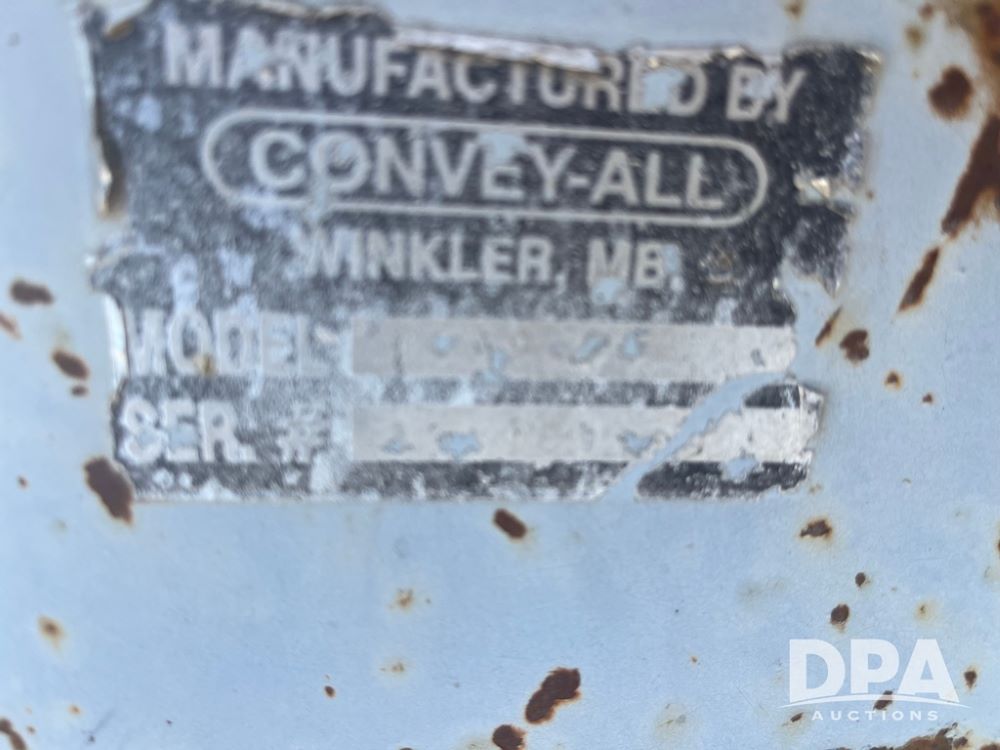 MANUFACTURED BY
CONVEY-ALL
WINKLER, MB.
MODEL
SER. #
DPA
AUCTIONS